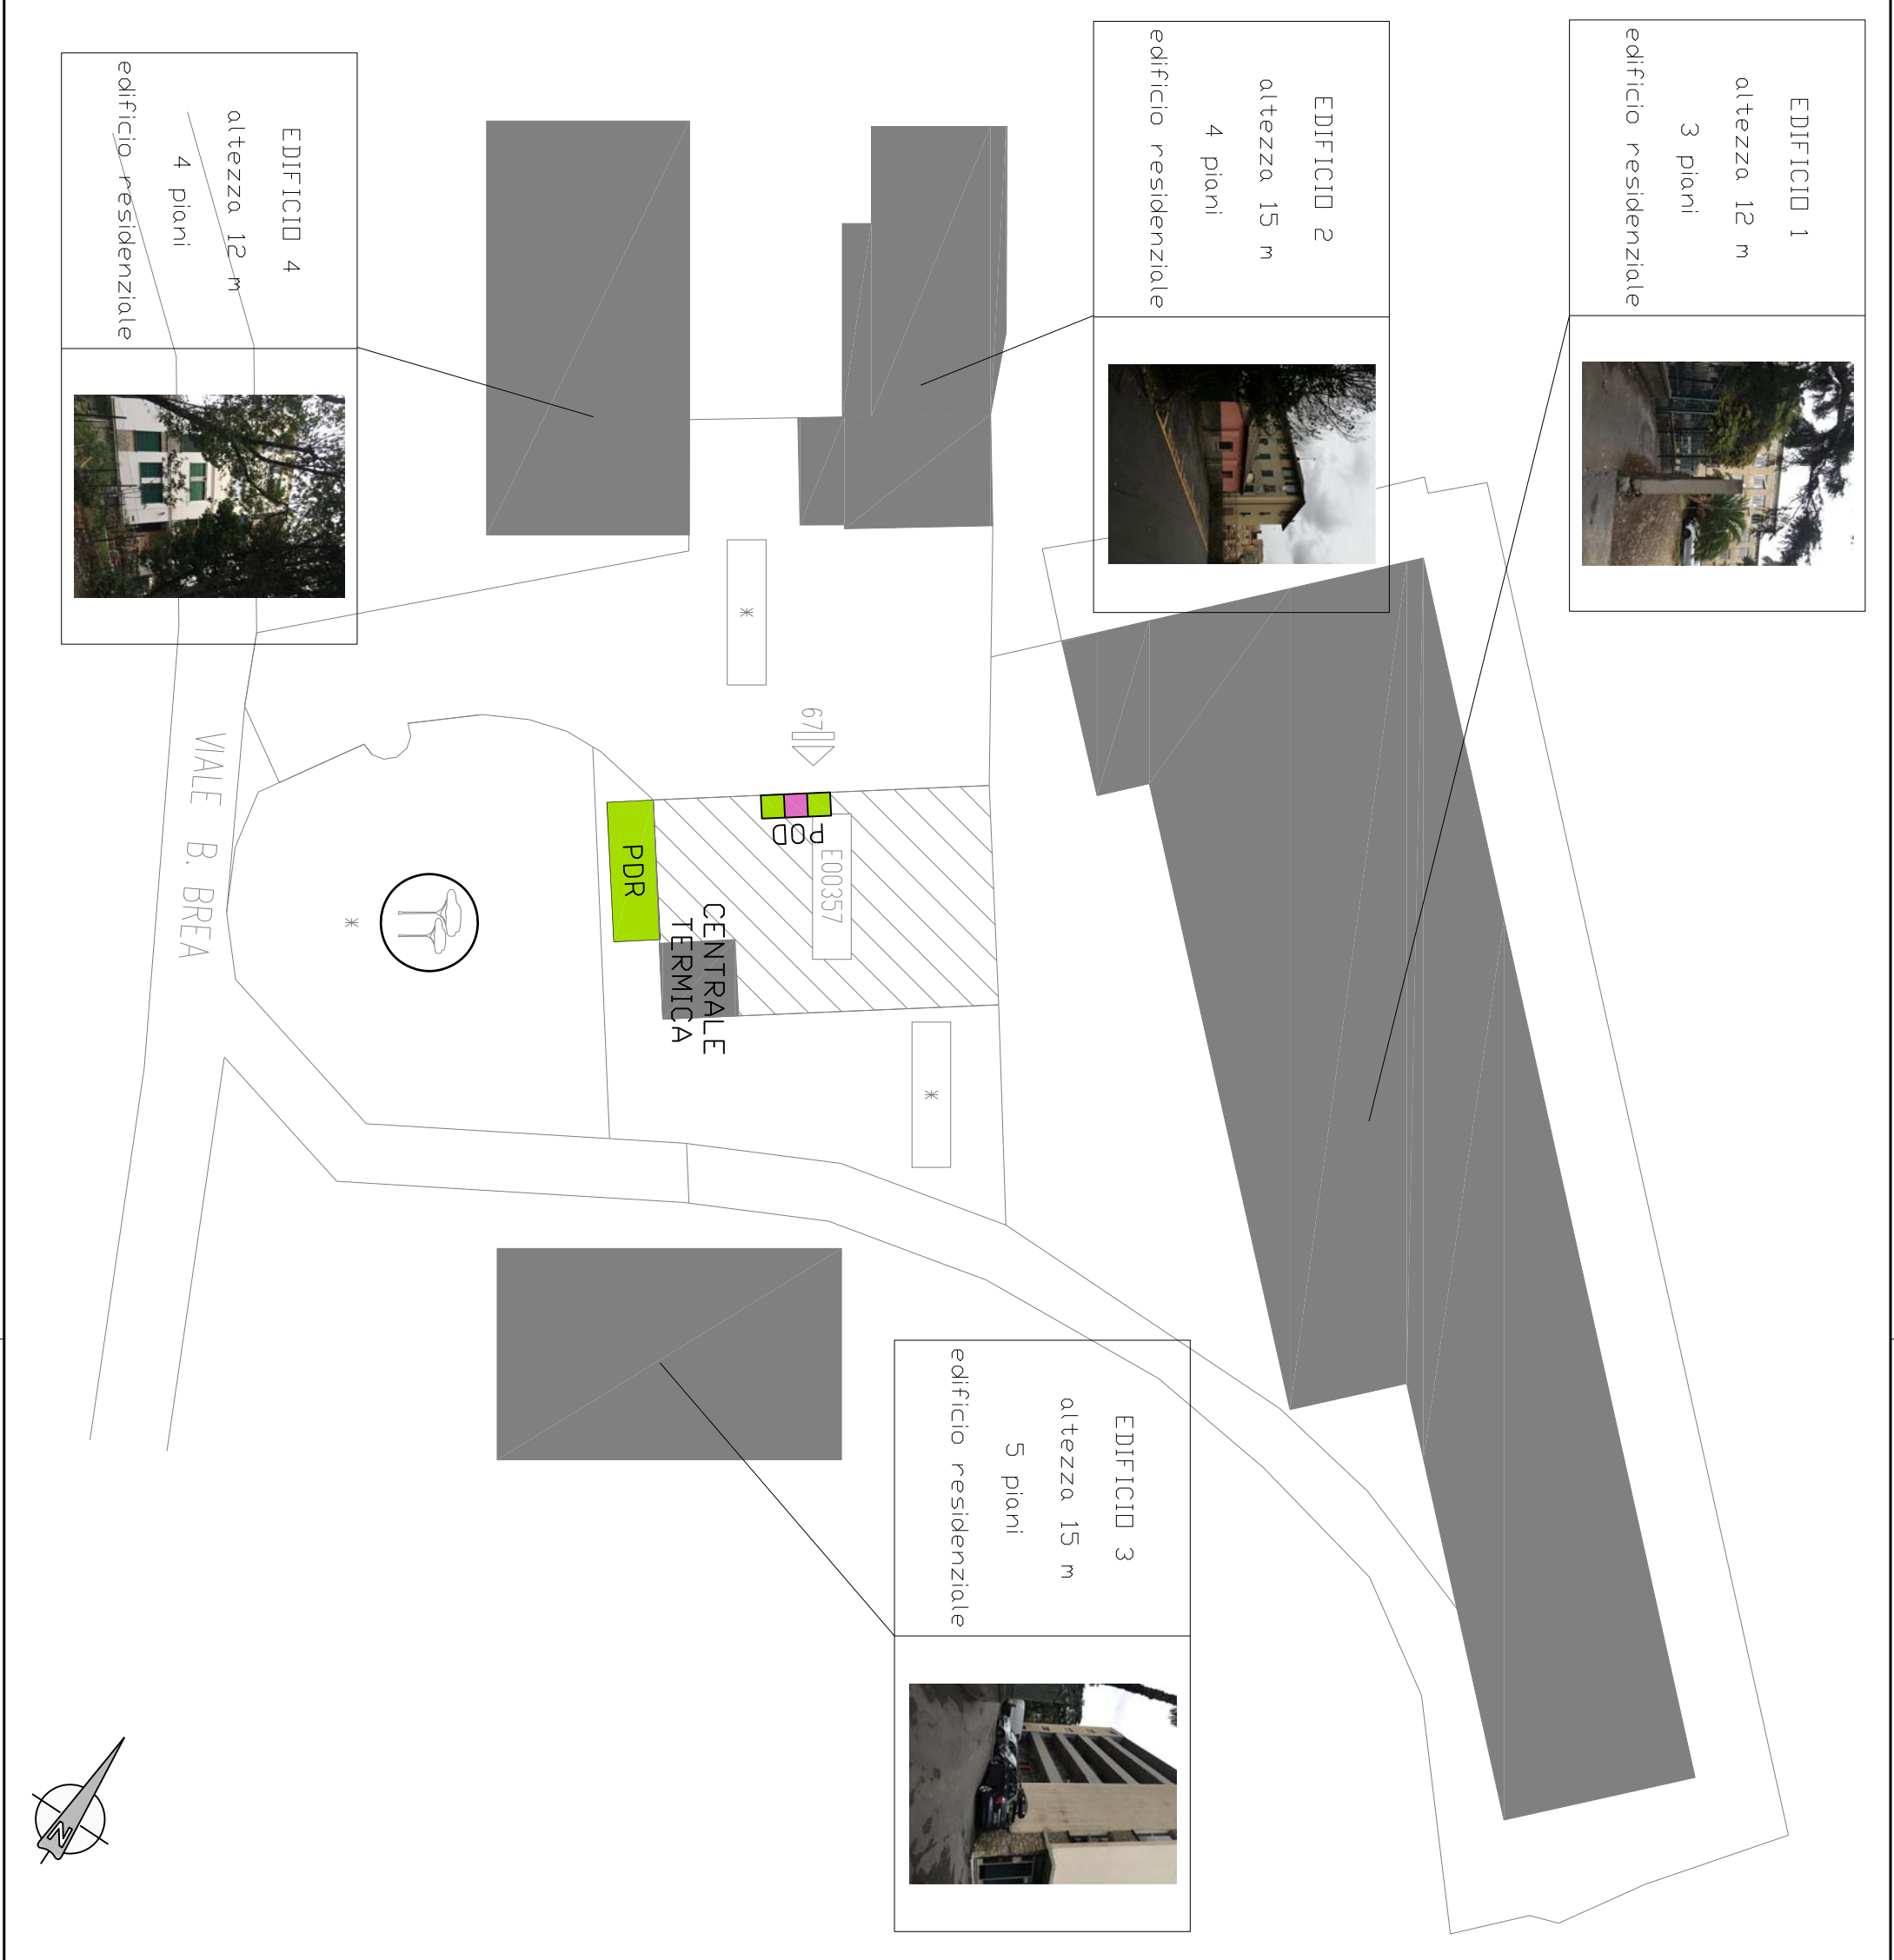 EDIFICIO 1
altezza 12 m
3 piani
edificio residenziale
EDIFICIO 2
altezza 15 m
4 piani
edificio residenziale
EDIFICIO 3
altezza 15 m
5 piani
edificio residenziale
EDIFICIO 4
altezza 12 m
4 piani
edificio residenziale
67
*
POD
E00357
PDR
CENTRALE
TERMICA
*
*
VIALE B. BREA
N